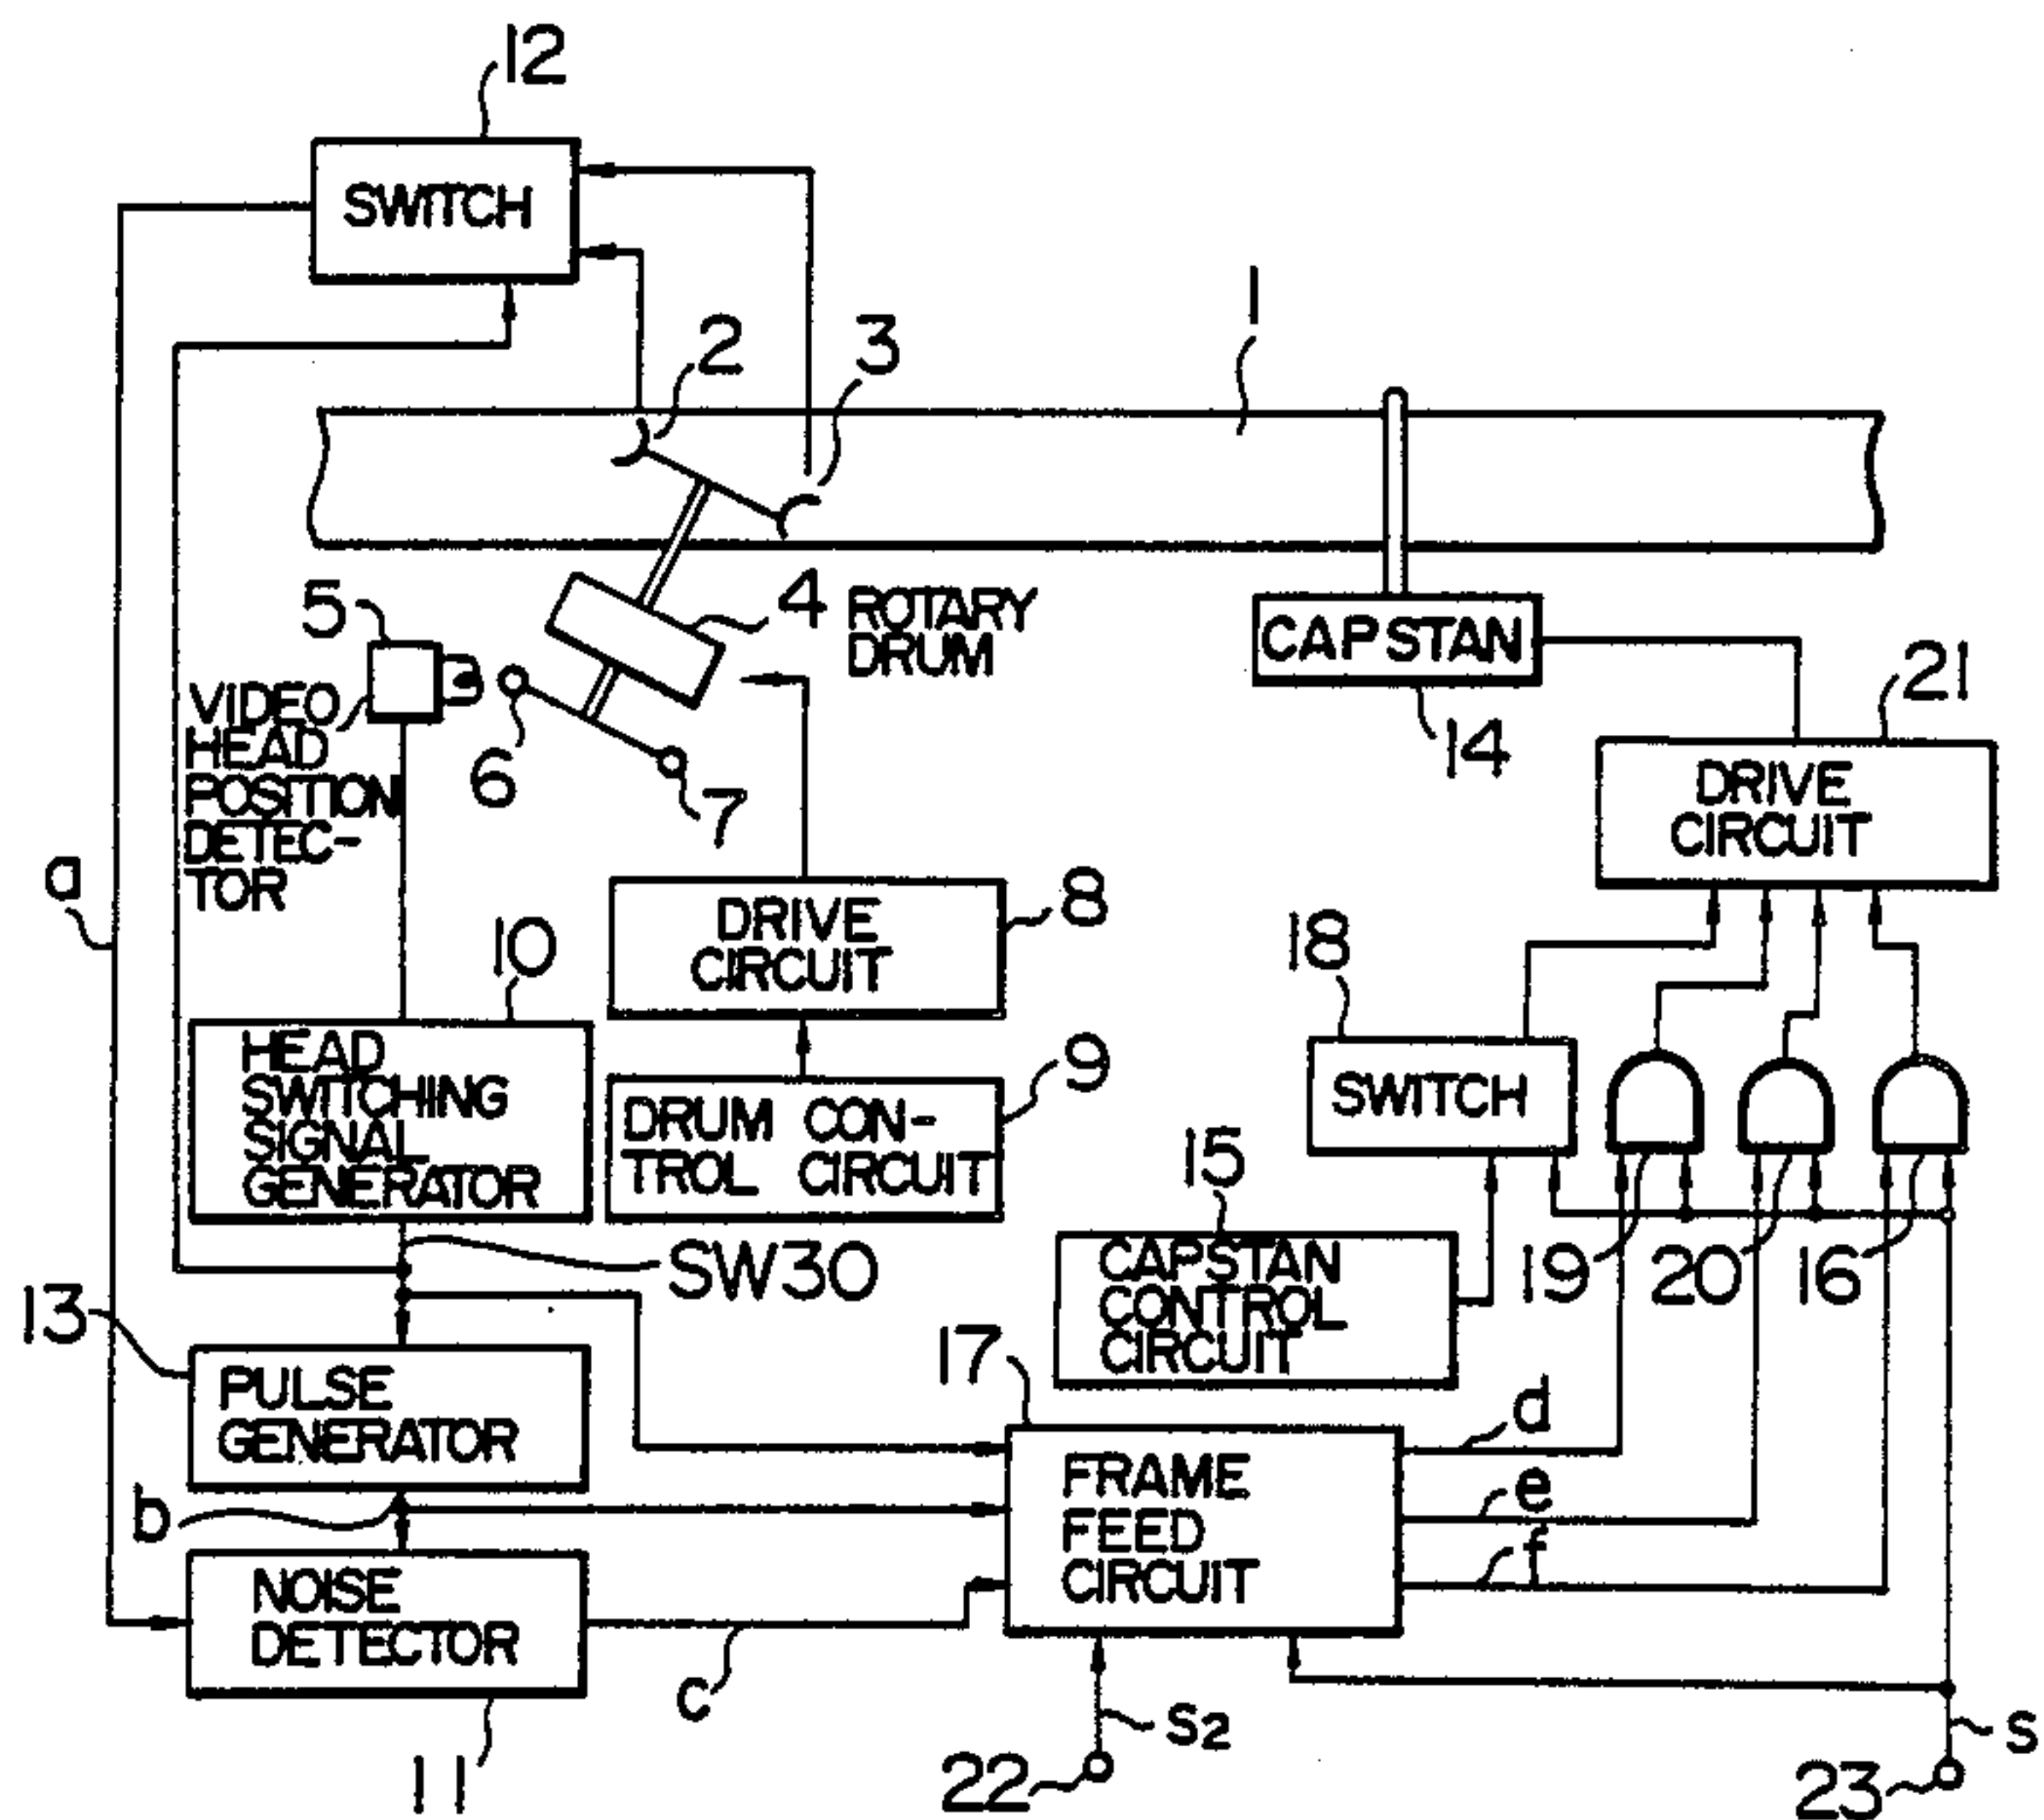 12
SWITCH
1
2
3
5
4
ROTARY
DRUM
CAPSTAN
21
VIDEO
HEAD
POSITION
DETEC-
TOR
6
7
14
DRIVE
CIRCUIT
a
8
DRIVE
CIRCUIT
10
18
HEAD
SWITCHING
SIGNAL
GENERATOR
9
DRUM CON-
TROL CIRCUIT
SWITCH
15
SW30
19
20
16
CAPSTAN
CONTROL
CIRCUIT
13
17
PULSE
GENERATOR
d
FRAME
FEED
CIRCUIT
e
b
f
NOISE
DETECTOR
c
S2
S
11
22
23